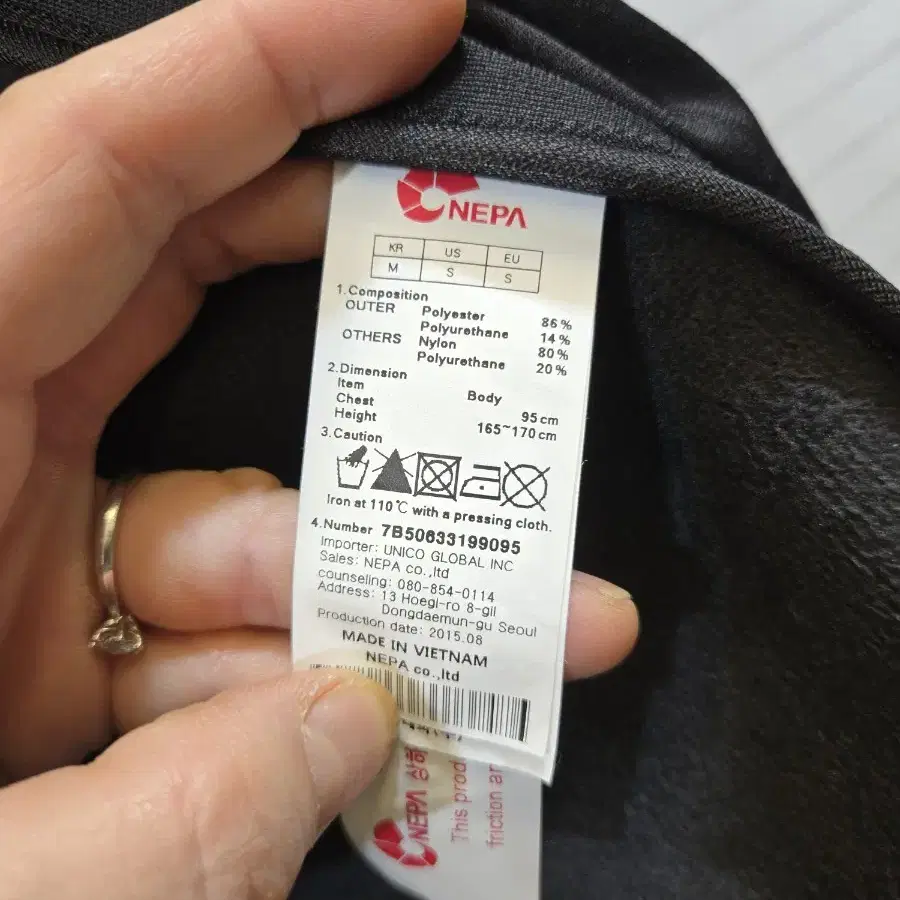 NEPA
KR US EU
M S S
1.Composition
OUTER Polyester 86%
Polyurethane 14%
OTHERS Nylon 80%
Polyurethane 20%
2.Dimension
Item Body
Chest 95cm
Height 165~170cm
3.Caution
Iron at 110℃ with a pressing cloth.
4.Number 7B50633199095
Importer: UNICO GLOBAL INC
Sales: NEPA co.,ltd
counseling: 080-854-0114
Address: 13 Hoegi-ro 8-gil
Dongdaemun-gu Seoul
Production date: 2015.08
MADE IN VIETNAM
NEPA co.,ltd
NEPA 상하
This prod
friction an